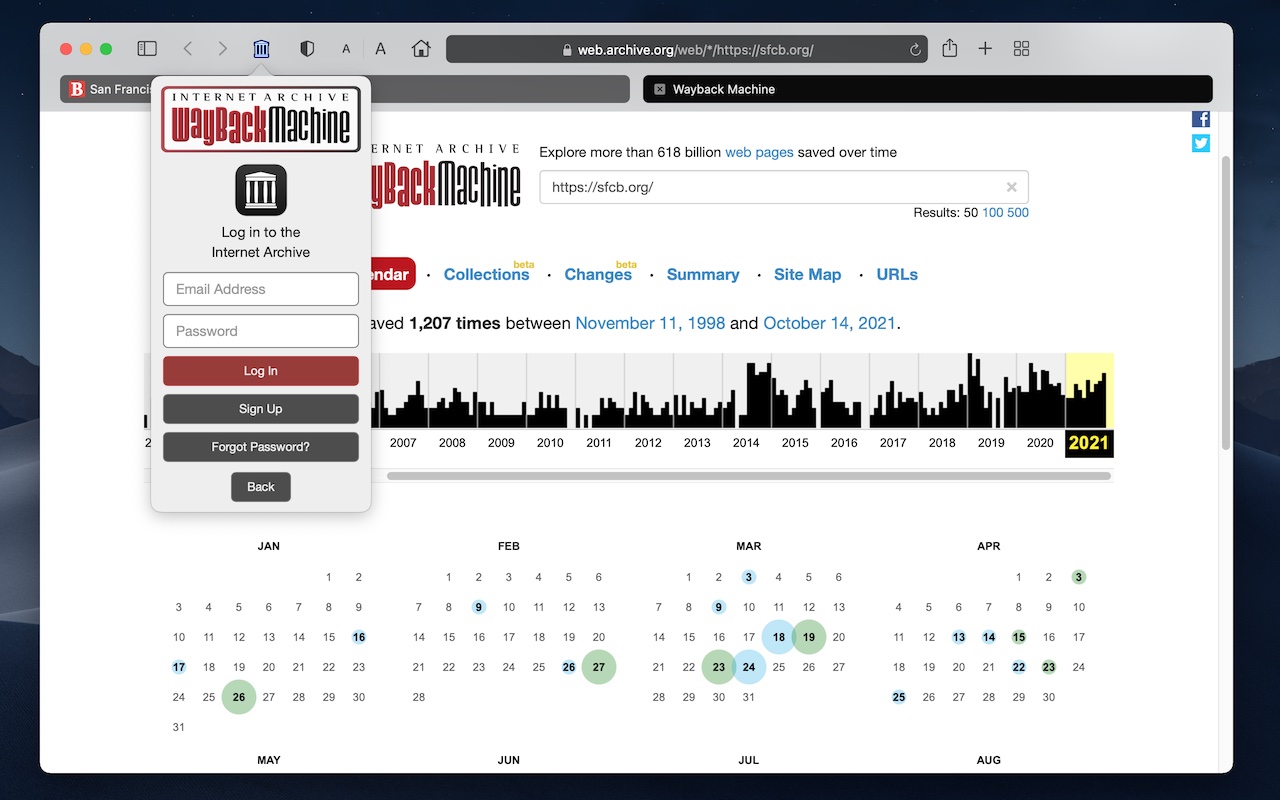 A A web.archive.org/web/*/https://sfcb.org/
B San Francis
Wayback Machine
INTERNET ARCHIVE
WayBackMachine
Log in to the
Internet Archive
Email Address
Password
Log In
Sign Up
Forgot Password?
Back
ERNET ARCHIVE
yBackMachine
Explore more than 618 billion web pages saved over time
https://sfcb.org/
Results: 50 100 500
endar · Collections beta · Changes beta · Summary · Site Map · URLs
aved 1,207 times between November 11, 1998 and October 14, 2021.
2 2007 2008 2009 2010 2011 2012 2013 2014 2015 2016 2017 2018 2019 2020 2021
JAN
1 2
3 4 5 6 7 8 9
10 11 12 13 14 15 16
17 18 19 20 21 22 23
24 25 26 27 28 29 30
31
FEB
1 2 3 4 5 6
7 8 9 10 11 12 13
14 15 16 17 18 19 20
21 22 23 24 25 26 27
28
MAR
1 2 3 4 5 6
7 8 9 10 11 12 13
14 15 16 17 18 19 20
21 22 23 24 25 26 27
28 29 30 31
APR
1 2 3
4 5 6 7 8 9 10
11 12 13 14 15 16 17
18 19 20 21 22 23 24
25 26 27 28 29 30
MAY JUN JUL AUG